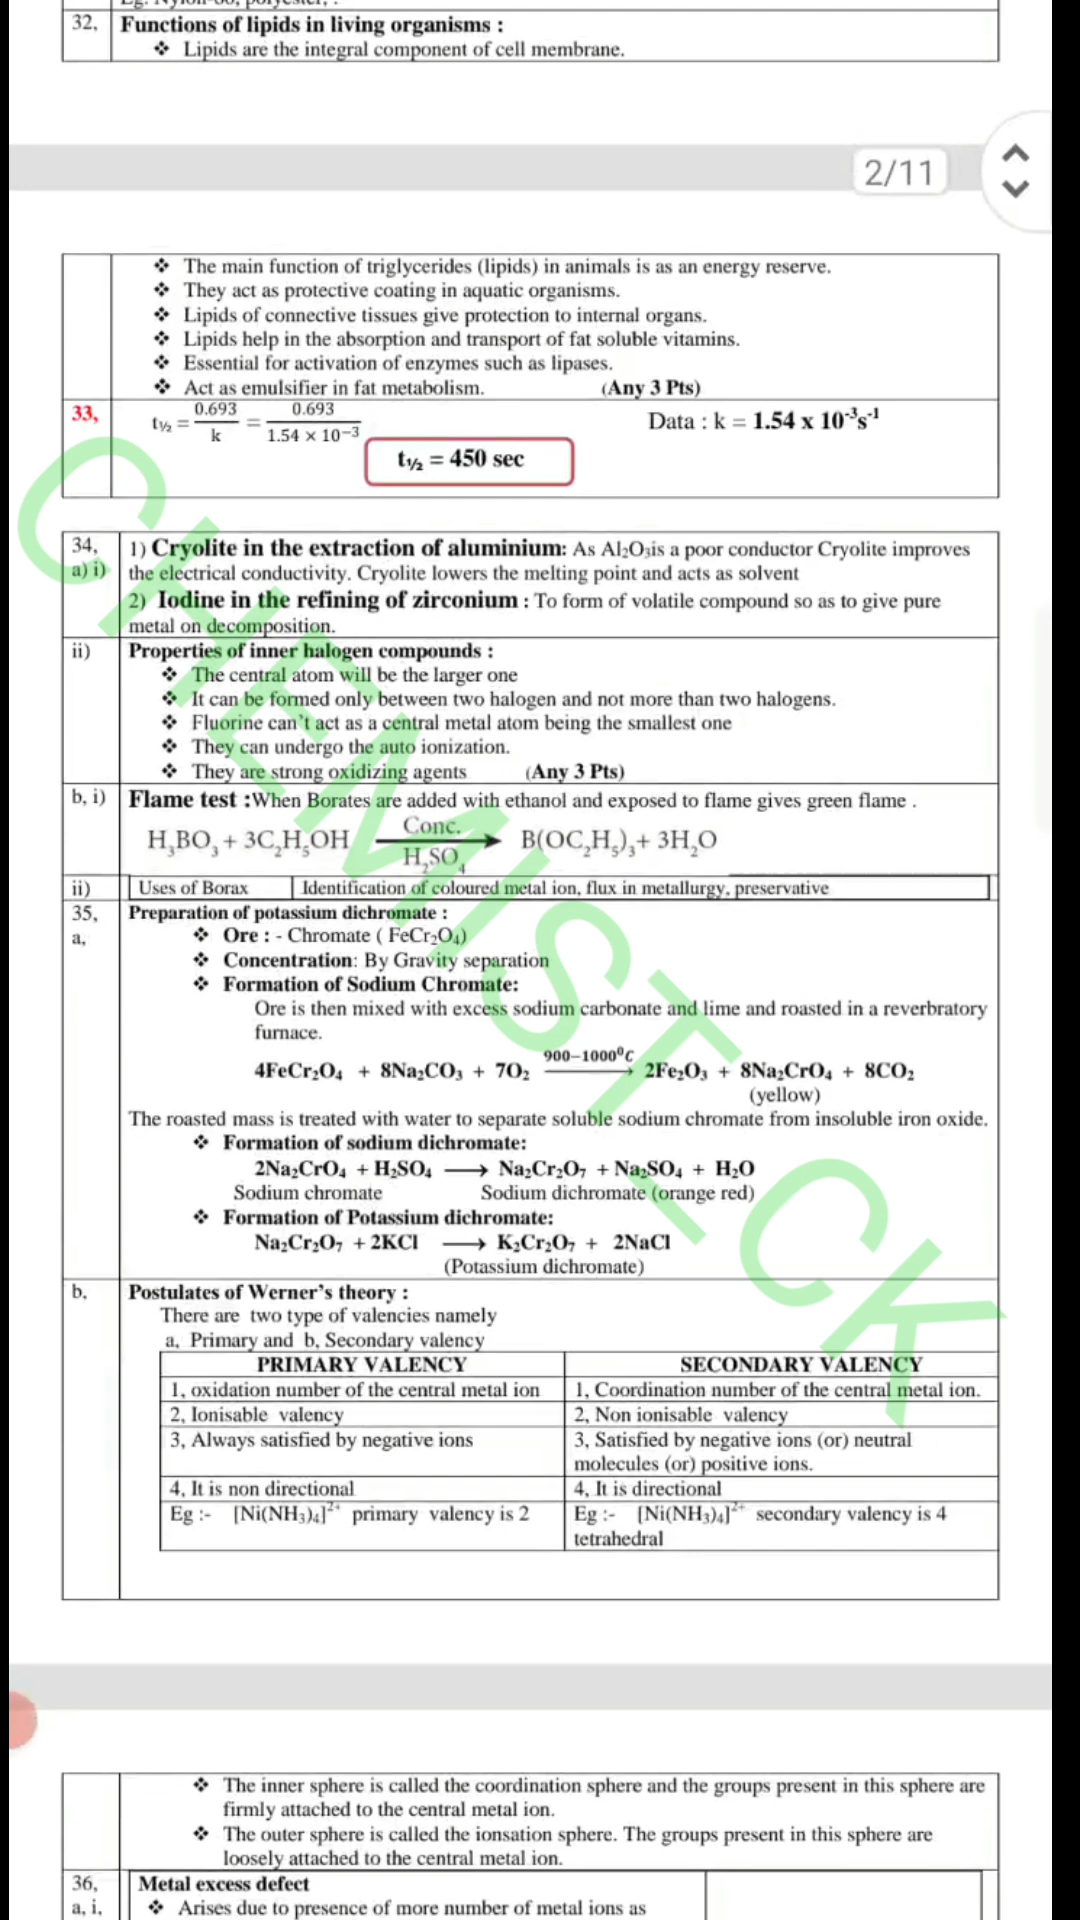 32, Functions of lipids in living organisms :
❖ Lipids are the integral component of cell membrane.
2/11
❖ The main function of triglycerides (lipids) in animals is as an energy reserve.
❖ They act as protective coating in aquatic organisms.
❖ Lipids of connective tissues give protection to internal organs.
❖ Lipids help in the absorption and transport of fat soluble vitamins.
❖ Essential for activation of enzymes such as lipases.
❖ Act as emulsifier in fat metabolism. (Any 3 Pts)
33, t½ = 0.693/k = 0.693/1.54 × 10⁻³ Data : k = 1.54 x 10⁻³s⁻¹
t½ = 450 sec
34, 1) Cryolite in the extraction of aluminium: As Al₂O₃is a poor conductor Cryolite improves
a) i) the electrical conductivity. Cryolite lowers the melting point and acts as solvent
2) Iodine in the refining of zirconium : To form of volatile compound so as to give pure
metal on decomposition.
ii) Properties of inner halogen compounds :
❖ The central atom will be the larger one
❖ It can be formed only between two halogen and not more than two halogens.
❖ Fluorine can't act as a central metal atom being the smallest one
❖ They can undergo the auto ionization.
❖ They are strong oxidizing agents (Any 3 Pts)
b, i) Flame test :When Borates are added with ethanol and exposed to flame gives green flame .
H₃BO₃ + 3C₂H₅OH Conc. H₂SO₄ → B(OC₂H₅)₃ + 3H₂O
ii) Uses of Borax Identification of coloured metal ion, flux in metallurgy, preservative
35, Preparation of potassium dichromate :
a, ❖ Ore : - Chromate ( FeCr₂O₄)
❖ Concentration: By Gravity separation
❖ Formation of Sodium Chromate:
Ore is then mixed with excess sodium carbonate and lime and roasted in a reverbratory
furnace.
4FeCr₂O₄ + 8Na₂CO₃ + 7O₂ 900–1000⁰C → 2Fe₂O₃ + 8Na₂CrO₄ + 8CO₂
(yellow)
The roasted mass is treated with water to separate soluble sodium chromate from insoluble iron oxide.
❖ Formation of sodium dichromate:
2Na₂CrO₄ + H₂SO₄ ⟶ Na₂Cr₂O₇ + Na₂SO₄ + H₂O
Sodium chromate Sodium dichromate (orange red)
❖ Formation of Potassium dichromate:
Na₂Cr₂O₇ + 2KCl ⟶ K₂Cr₂O₇ + 2NaCl
(Potassium dichromate)
b, Postulates of Werner's theory :
There are two type of valencies namely
a, Primary and b, Secondary valency
PRIMARY VALENCY SECONDARY VALENCY
1, oxidation number of the central metal ion 1, Coordination number of the central metal ion.
2, Ionisable valency 2, Non ionisable valency
3, Always satisfied by negative ions 3, Satisfied by negative ions (or) neutral
molecules (or) positive ions.
4, It is non directional 4, It is directional
Eg :- [Ni(NH₃)₄]²⁺ primary valency is 2 Eg :- [Ni(NH₃)₄]²⁺ secondary valency is 4
tetrahedral
❖ The inner sphere is called the coordination sphere and the groups present in this sphere are
firmly attached to the central metal ion.
❖ The outer sphere is called the ionsation sphere. The groups present in this sphere are
loosely attached to the central metal ion.
36, Metal excess defect
a, i, ❖ Arises due to presence of more number of metal ions as
CHEMIST_CK